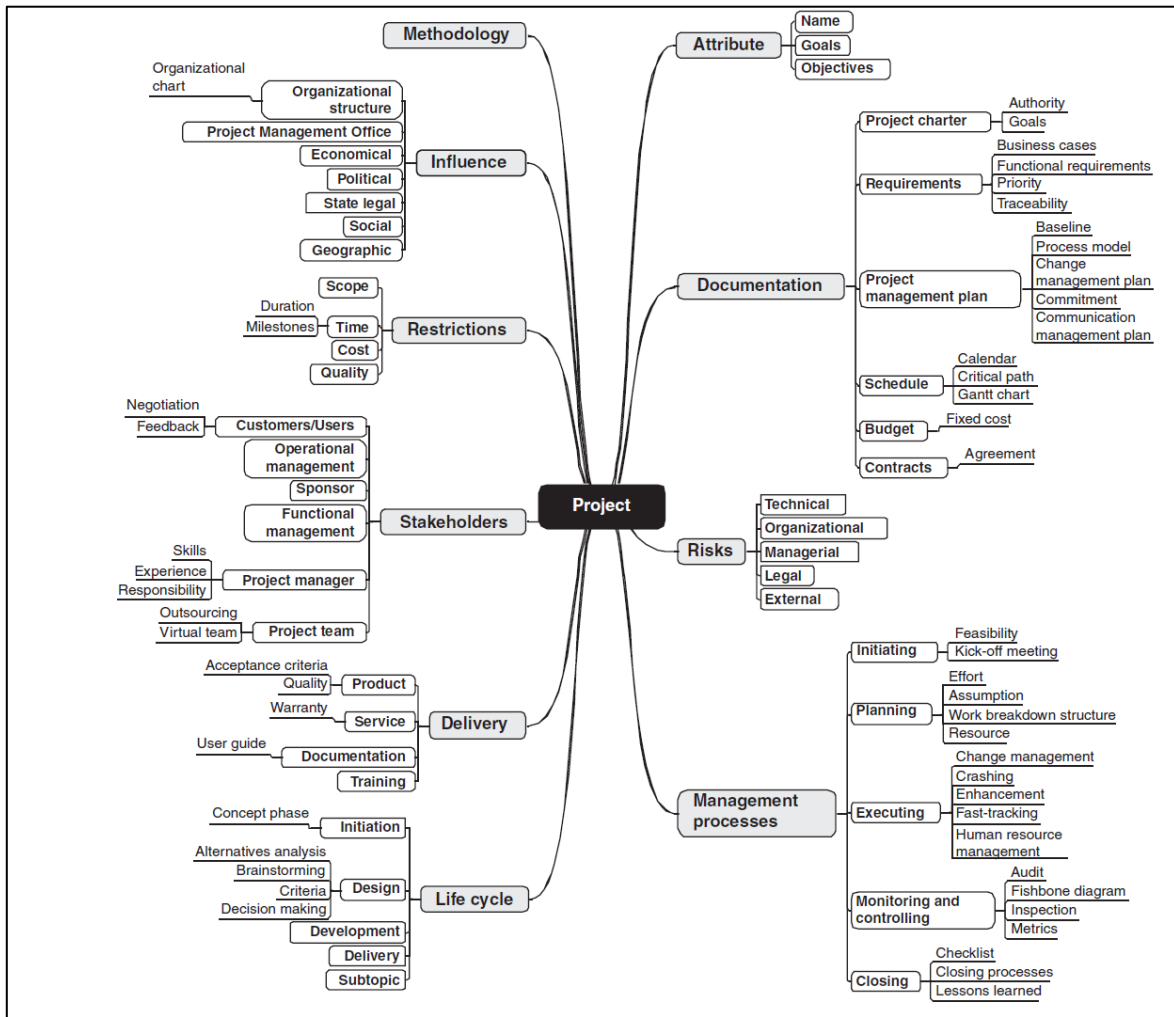 Methodology
Organizational
chart
Organizational
structure
Project Management Office
Economical
Political
State legal
Social
Geographic
Influence
Scope
Duration
Milestones
Time
Cost
Quality
Restrictions
Negotiation
Feedback
Customers/Users
Operational
management
Sponsor
Functional
management
Skills
Experience
Responsibility
Project manager
Outsourcing
Virtual team
Project team
Stakeholders
Acceptance criteria
Quality
Product
Warranty
Service
User guide
Documentation
Training
Delivery
Concept phase
Initiation
Alternatives analysis
Brainstorming
Criteria
Decision making
Design
Development
Delivery
Subtopic
Life cycle
Project
Attribute
Name
Goals
Objectives
Documentation
Project charter
Authority
Goals
Requirements
Business cases
Functional requirements
Priority
Traceability
Project
management plan
Baseline
Process model
Change
management plan
Commitment
Communication
management plan
Schedule
Calendar
Critical path
Gantt chart
Budget
Fixed cost
Contracts
Agreement
Risks
Technical
Organizational
Managerial
Legal
External
Management
processes
Initiating
Feasibility
Kick-off meeting
Planning
Effort
Assumption
Work breakdown structure
Resource
Executing
Change management
Crashing
Enhancement
Fast-tracking
Human resource
management
Monitoring and
controlling
Audit
Fishbone diagram
Inspection
Metrics
Closing
Checklist
Closing processes
Lessons learned